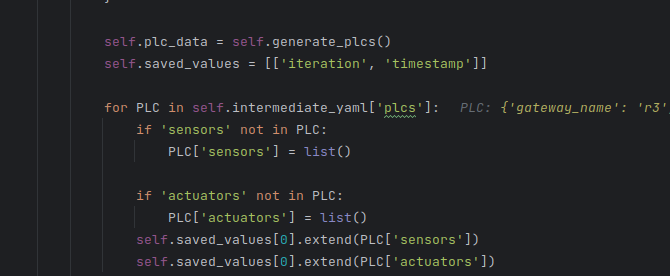 self.plc_data = self.generate_plcs()
self.saved_values = [['iteration', 'timestamp']]
for PLC in self.intermediate_yaml['plcs']: PLC: {'gateway_name': 'r3',
if 'sensors' not in PLC:
PLC['sensors'] = list()
if 'actuators' not in PLC:
PLC['actuators'] = list()
self.saved_values[0].extend(PLC['sensors'])
self.saved_values[0].extend(PLC['actuators'])